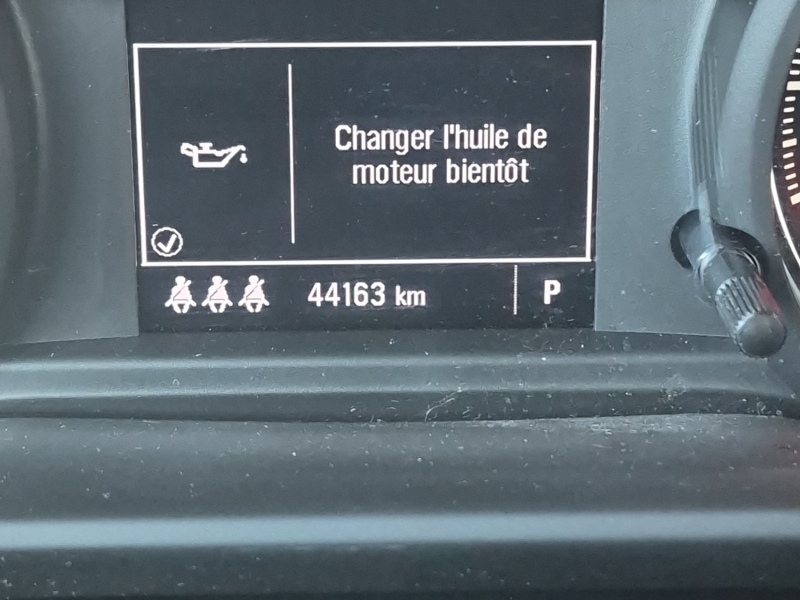 Changer l'huile de
moteur bientôt
44163 km
P